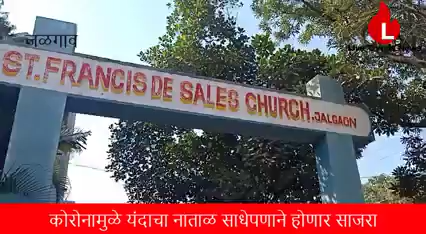 जळगाव
L
ST. FRANCIS DE SALES CHURCH, JALGAON
कोरोनामुळे यंदाचा नाताळ साधेपणाने होणार साजरा